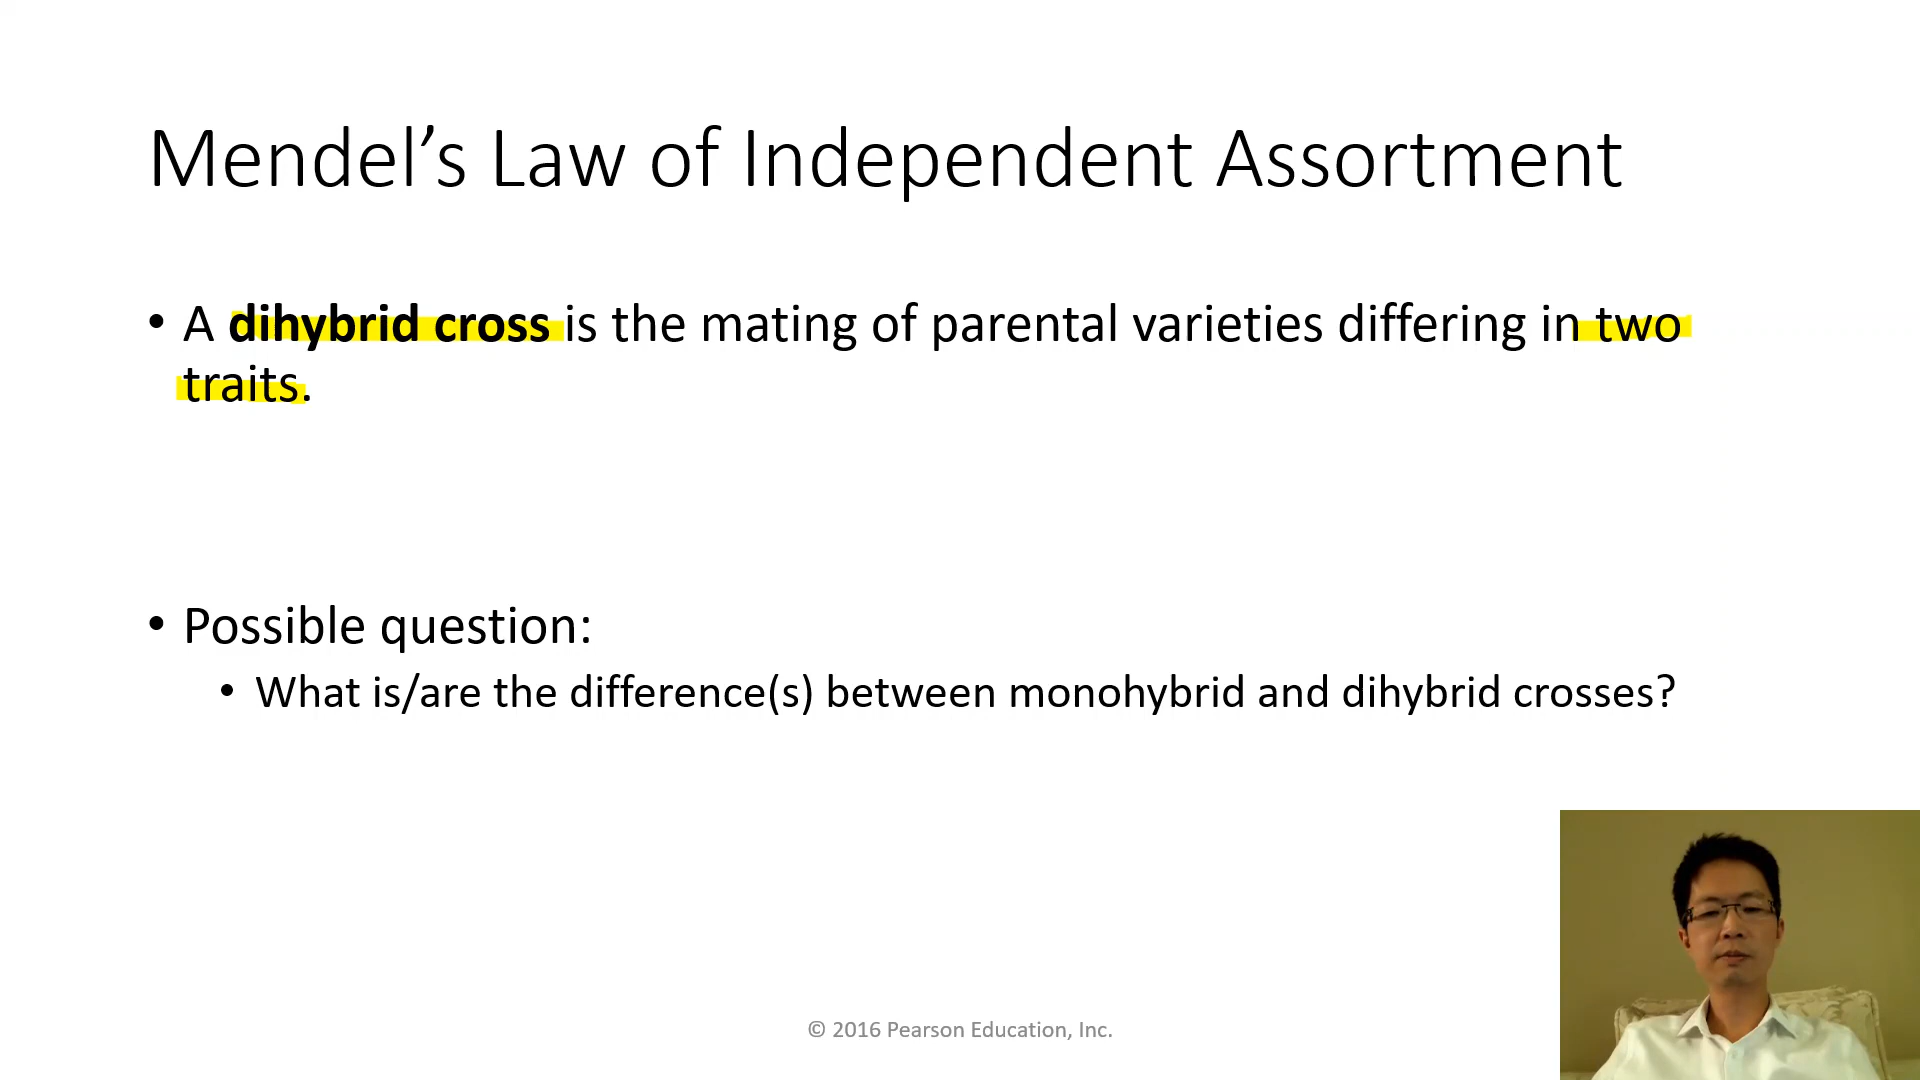 Mendel’s Law of Independent Assortment
• A dihybrid cross is the mating of parental varieties differing in two
traits.
• Possible question:
• What is/are the difference(s) between monohybrid and dihybrid crosses?
© 2016 Pearson Education, Inc.